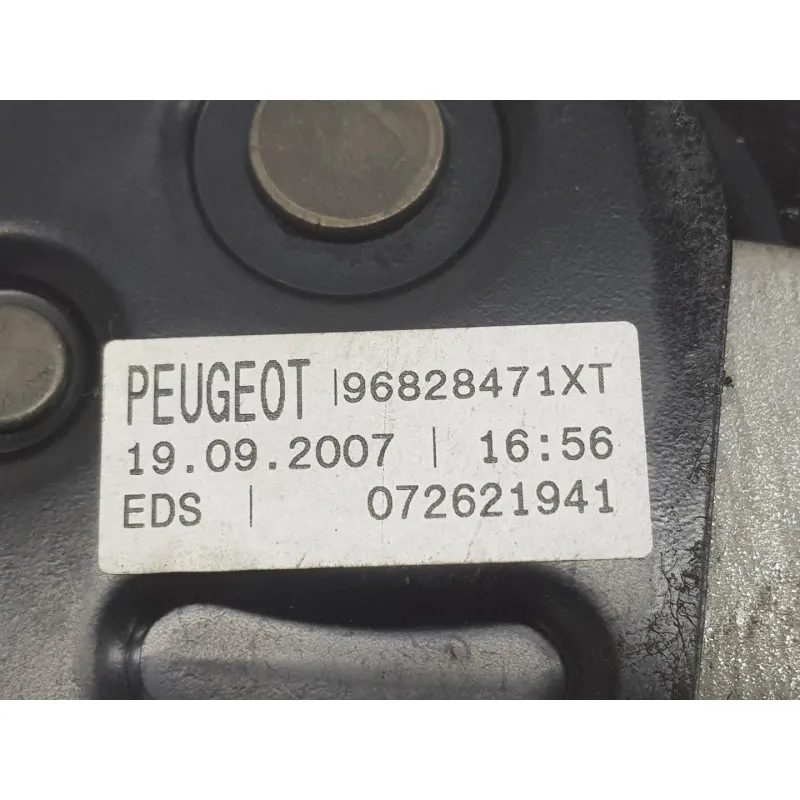 PEUGEOT |96828471XT
19.09.2007 | 16:56
EDS | 072621941